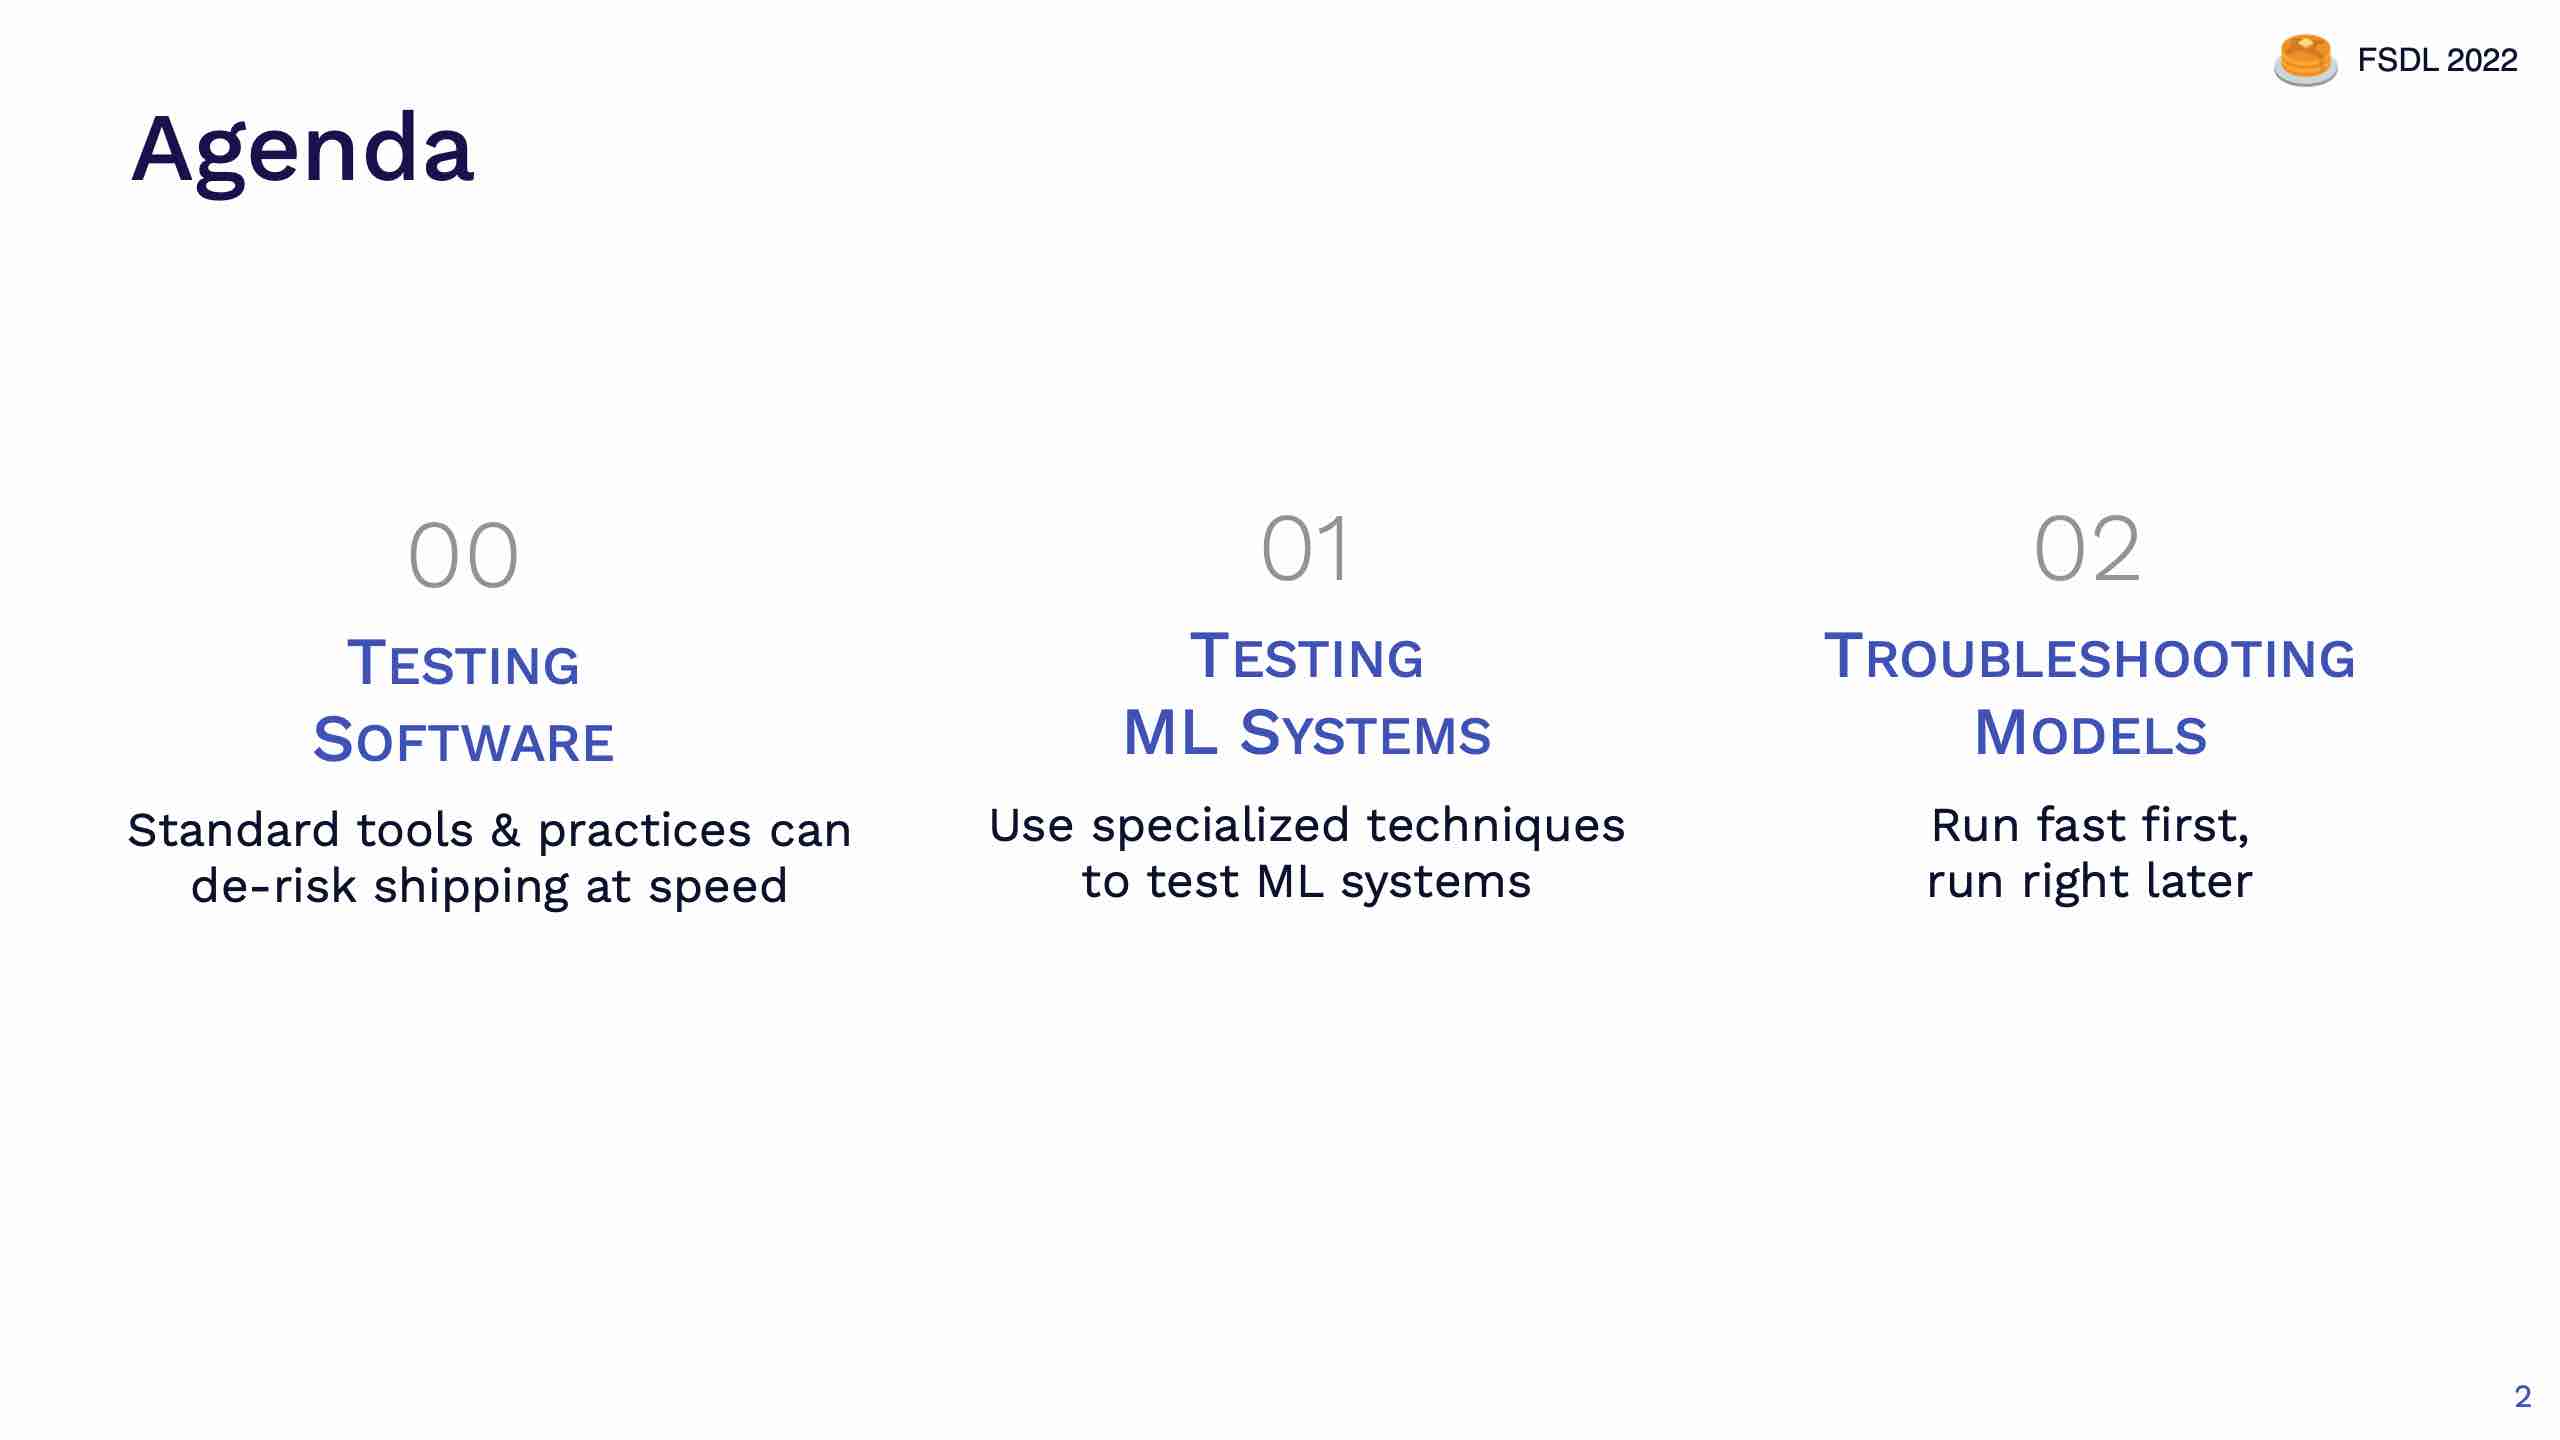 FSDL 2022
Agenda
00
TESTING
SOFTWARE
Standard tools & practices can
de-risk shipping at speed
01
TESTING
ML SYSTEMS
Use specialized techniques
to test ML systems
02
TROUBLESHOOTING
MODELS
Run fast first,
run right later
2